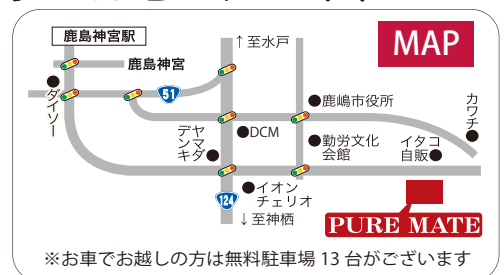 鹿島神宮駅
↑至水戸
MAP
鹿島神宮
51
●ダイソー
●鹿嶋市役所
カワチ●
デンキ
ヤマダ●
●DCM
●勤労文化
会館
イタコ
自販●
●イオン
チェリオ
124
↓至神栖
PURE MATE
※お車でお越しの方は無料駐車場13台がございます